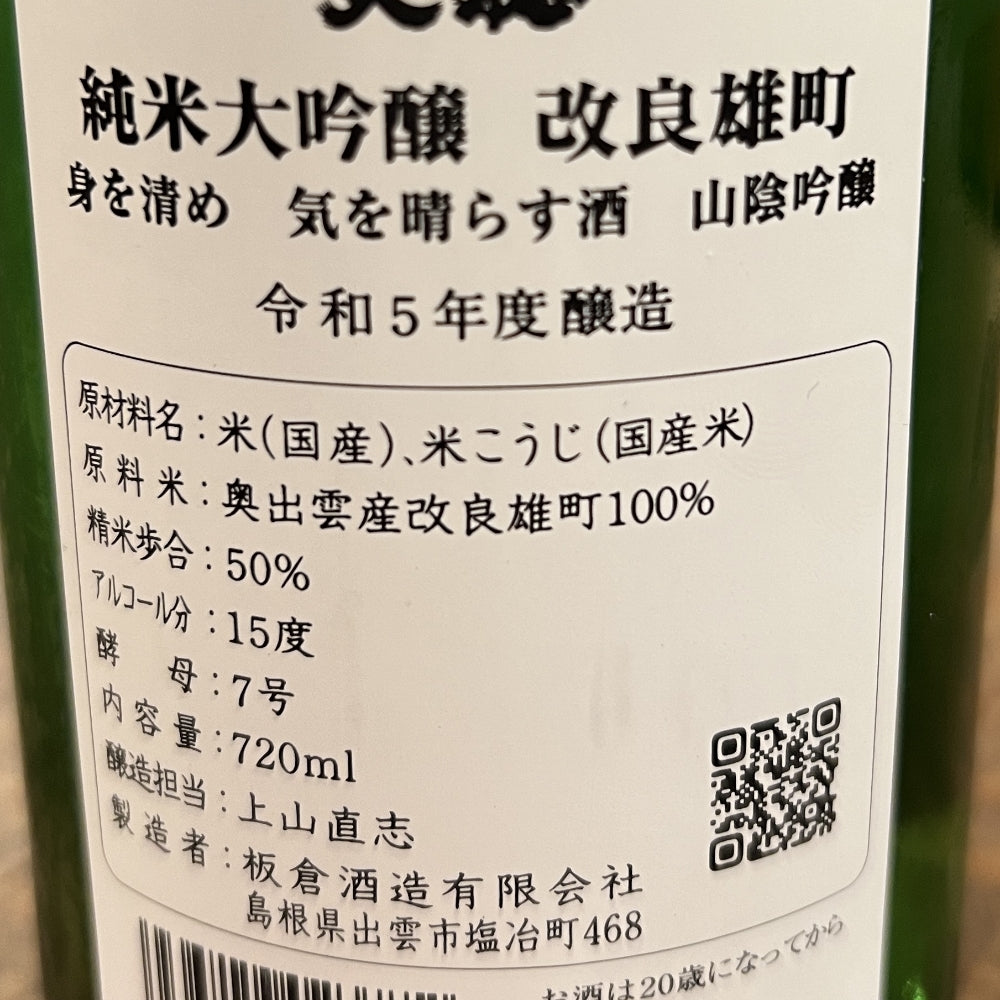 純米大吟醸 改良雄町
身を清め 気を晴らす酒 山陰吟醸
令和5年度醸造
原材料名：米(国産)、米こうじ(国産米)
原料米：奥出雲産改良雄町100%
精米歩合：50%
アルコール分：15度
酵母：7号
内容量：720ml
醸造担当：上山直志
製造者：板倉酒造有限会社
島根県出雲市塩冶町468
お酒は20歳になってから